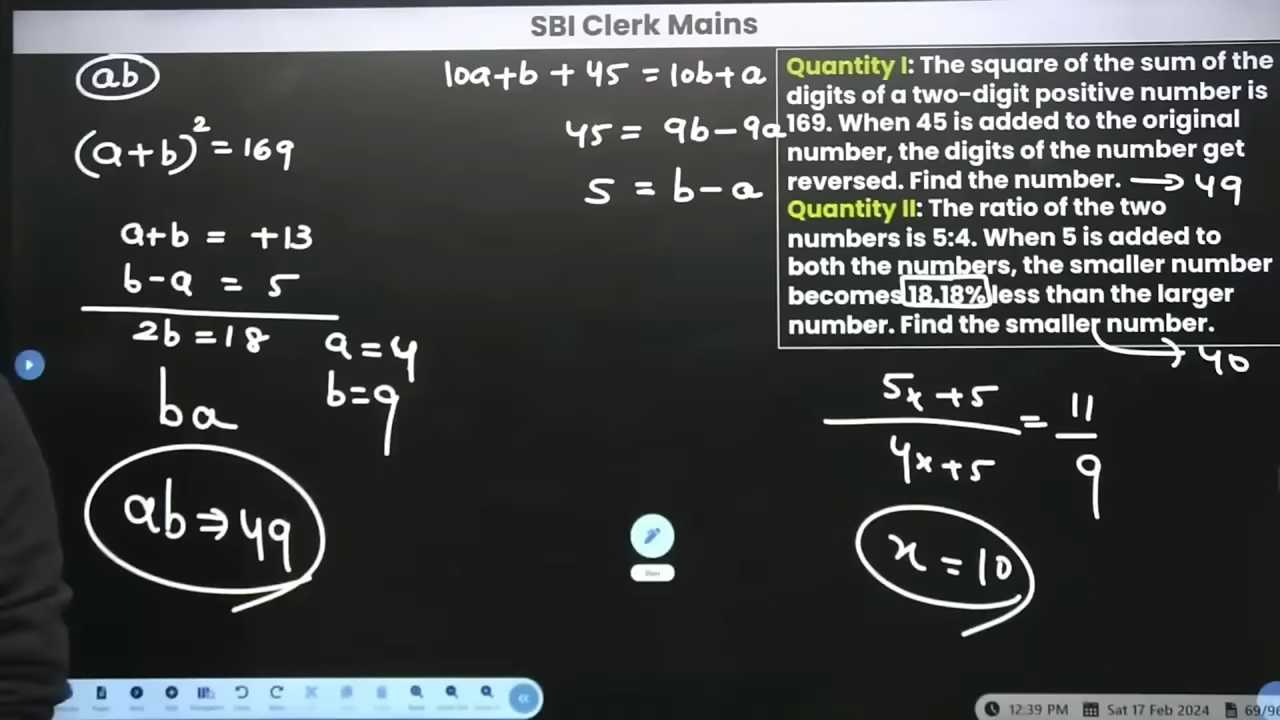 SBI Clerk Mains
ab
(a+b)² = 169
a+b = +13
b-a = 5
2b = 18
a = 4
b = 9
ba
ab ⇒ 49
10a+b + 45 = 10b+a
45 = 9b-9a
5 = b-a
Quantity I: The square of the sum of the
digits of a two-digit positive number is
169. When 45 is added to the original
number, the digits of the number get
reversed. Find the number. → 49
Quantity II: The ratio of the two
numbers is 5:4. When 5 is added to
both the numbers, the smaller number
becomes 18.18% less than the larger
number. Find the smaller number.
→ 40
5x+5
4x+5
=
11
9
x = 10
12:39 PM Sat 17 Feb 2024 69/96